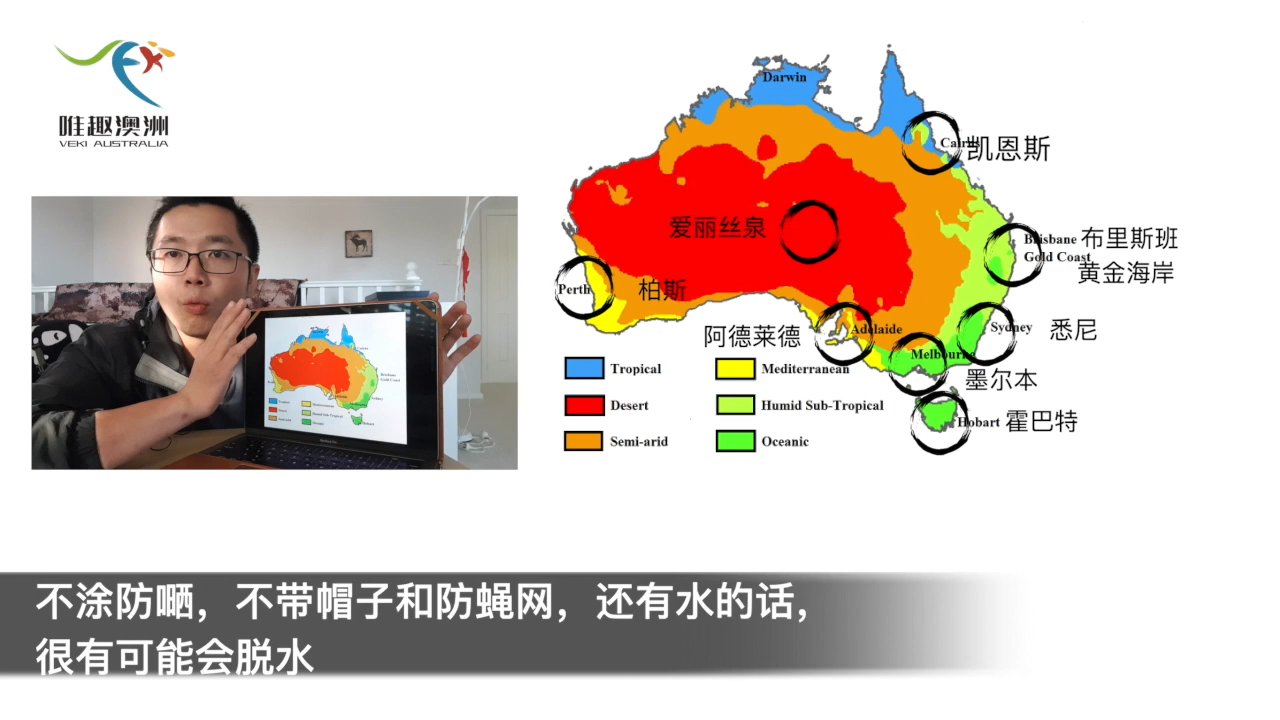 唯趣澳洲
VEKI AUSTRALIA
Darwin
Cairns
凯恩斯
爱丽丝泉
Brisbane
布里斯班
Gold Coast
黄金海岸
Perth
柏斯
阿德莱德
Adelaide
Sydney
悉尼
Melbourne
墨尔本
Hobart
霍巴特
Tropical
Mediterranean
Desert
Humid Sub-Tropical
Semi-arid
Oceanic
不涂防嗮，不带帽子和防蝇网，还有水的话，
很有可能会脱水